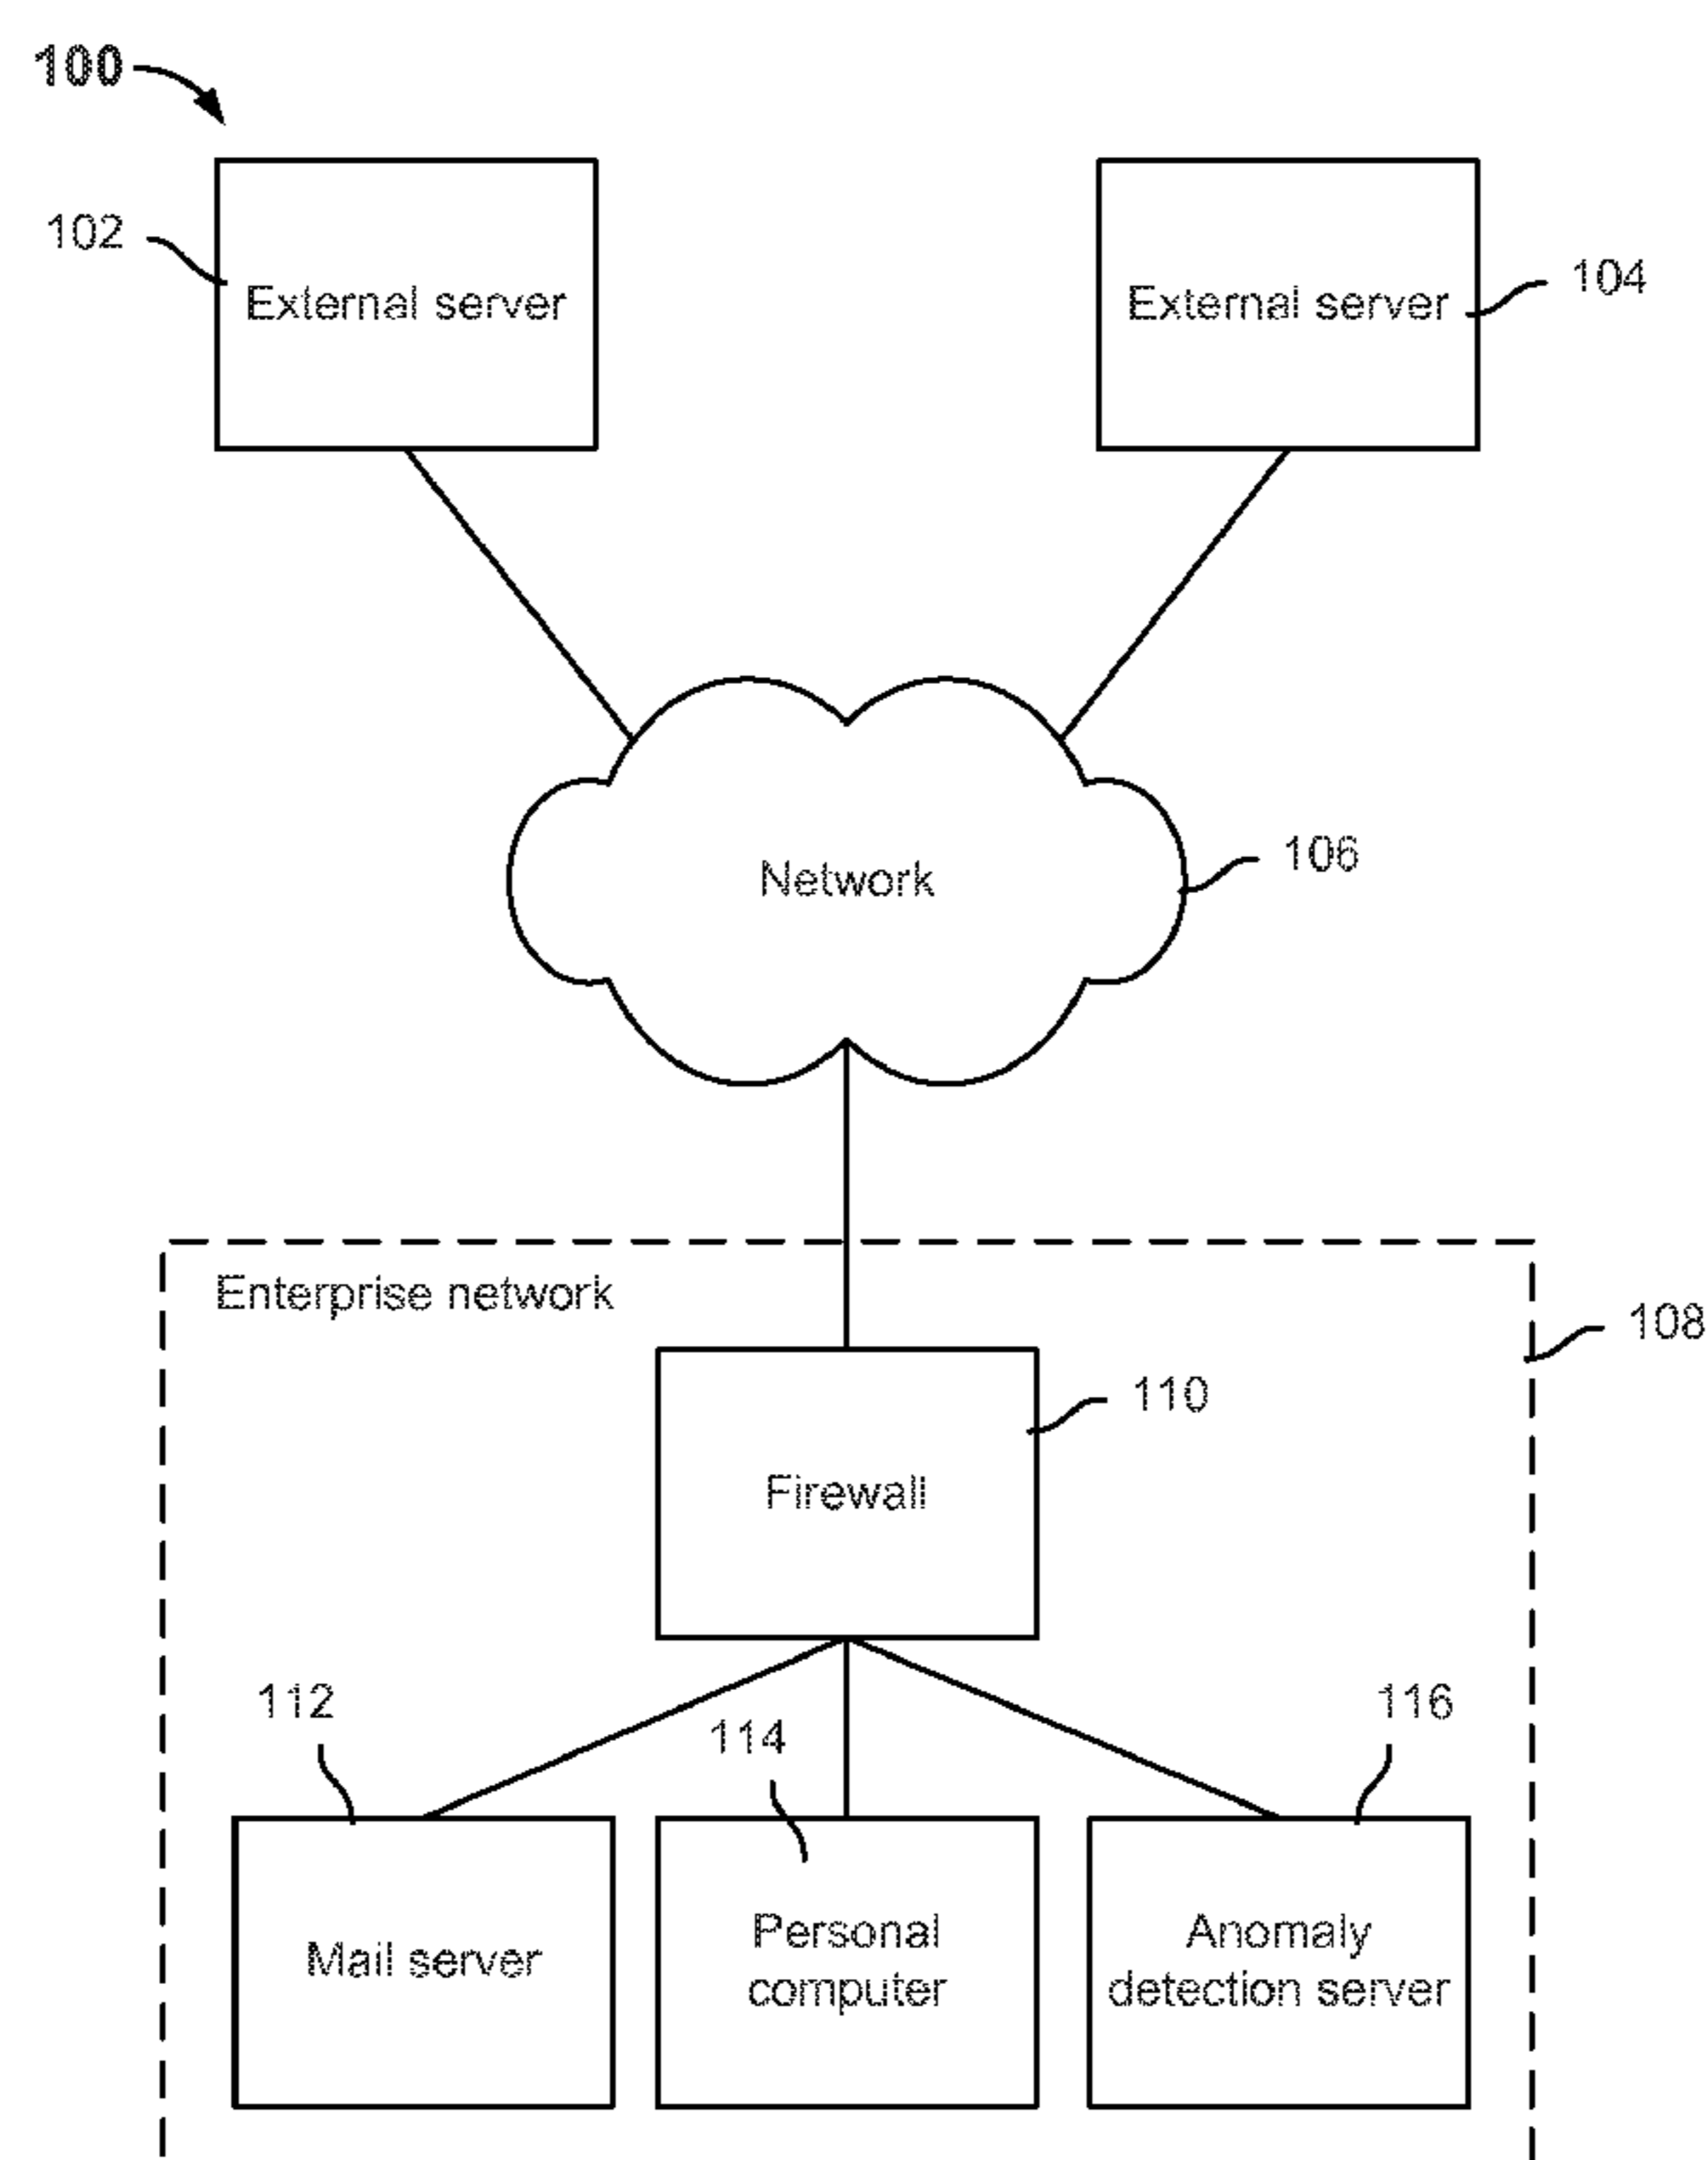 100
102
External server
External server
104
Network
106
Enterprise network
108
110
Firewall
112
114
116
Mail server
Personal
computer
Anomaly
detection server